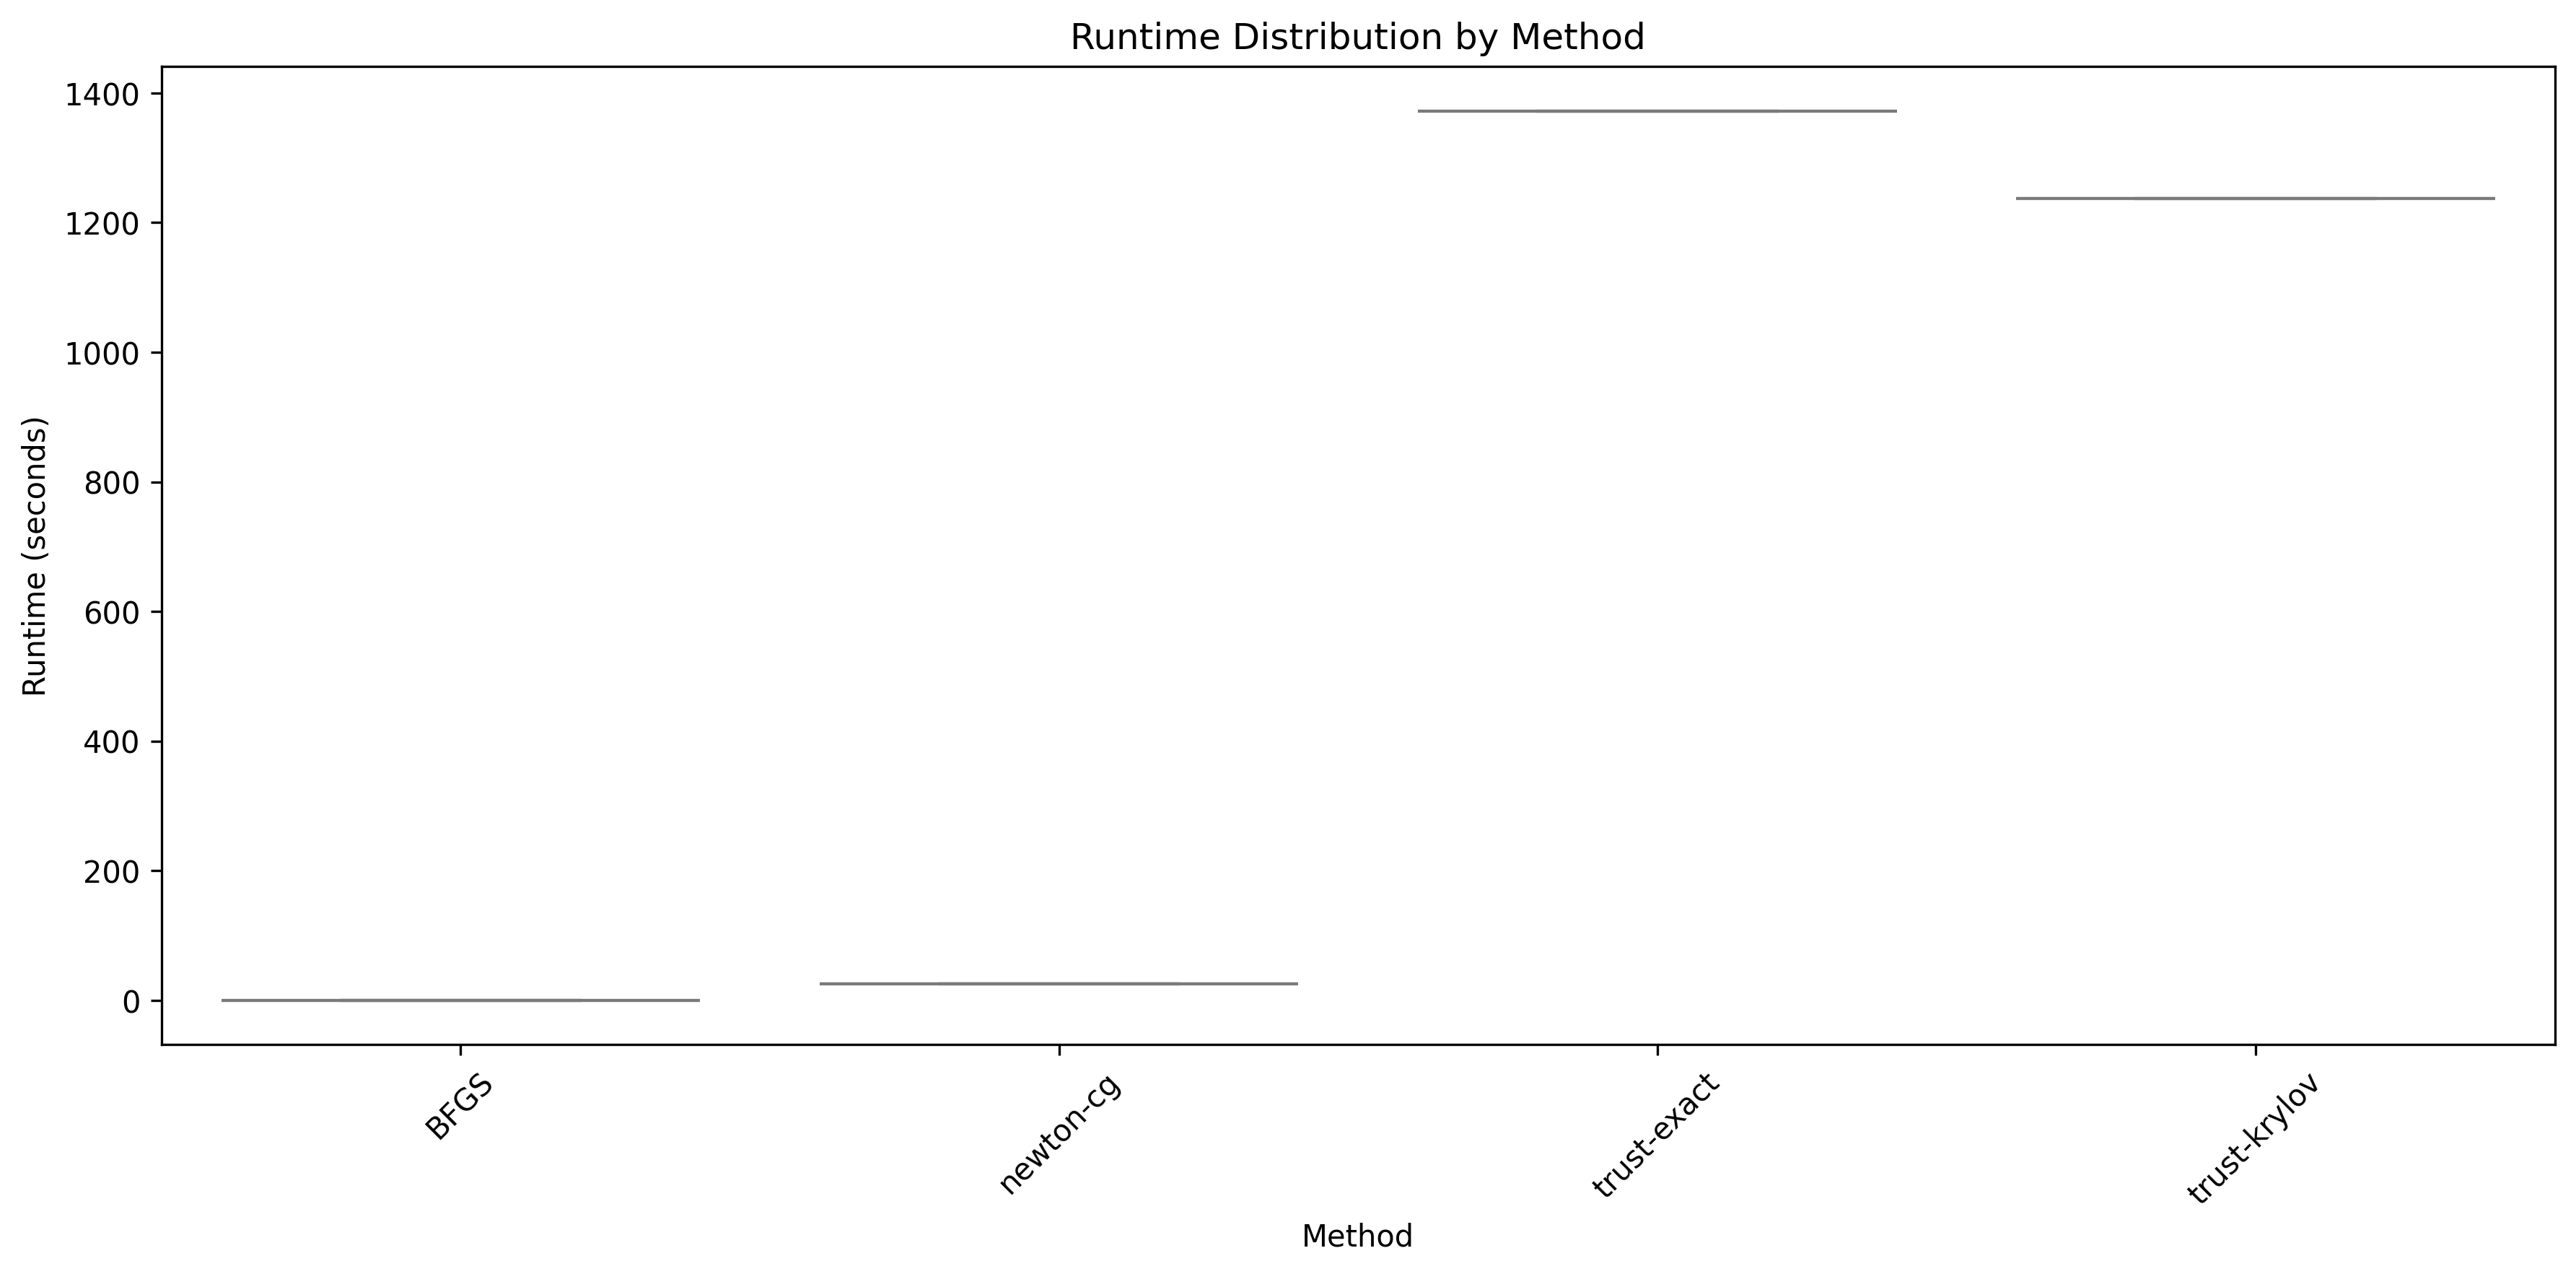 Runtime Distribution by Method
1400
1200
1000
800
600
400
200
0
Runtime (seconds)
BFGS
newton-cg
trust-exact
trust-krylov
Method